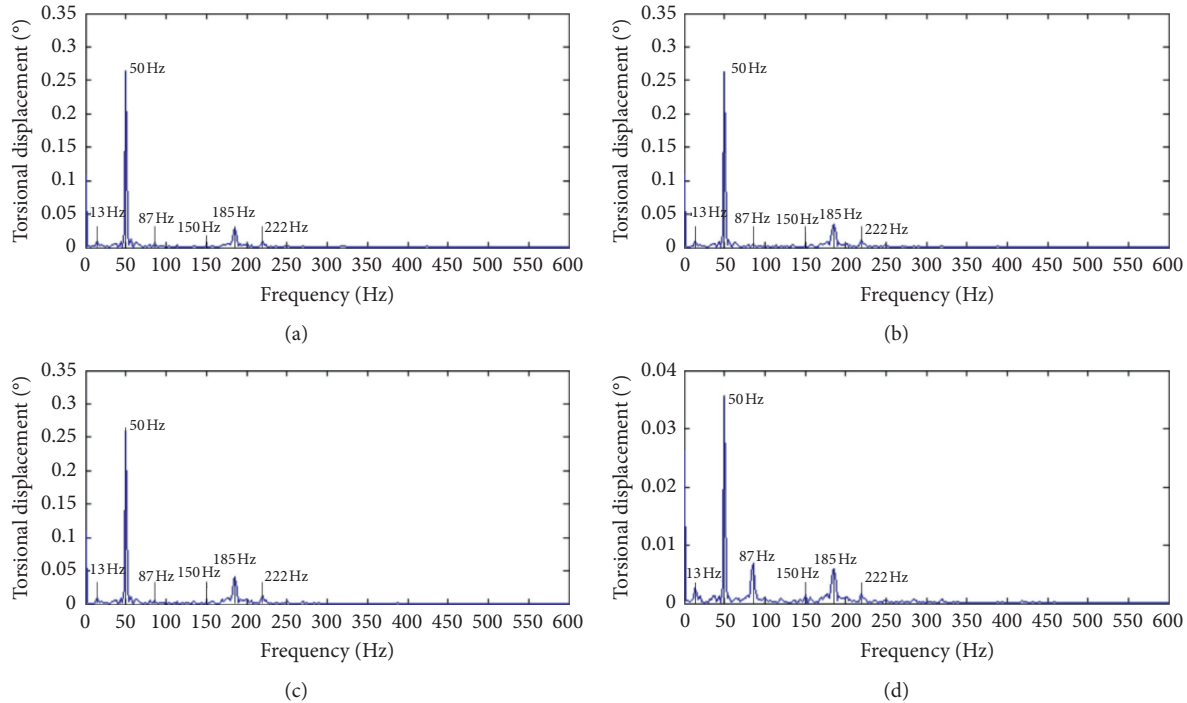 0.35
0.3
0.25
0.2
0.15
0.1
0.05
0
Torsional displacement (°)
50 Hz
13 Hz
87 Hz
150 Hz
185 Hz
222 Hz
0 50 100 150 200 250 300 350 400 450 500 550 600
Frequency (Hz)
(a)
0.35
0.3
0.25
0.2
0.15
0.1
0.05
0
Torsional displacement (°)
50 Hz
13 Hz
87 Hz
150 Hz
185 Hz
222 Hz
0 50 100 150 200 250 300 350 400 450 500 550 600
Frequency (Hz)
(b)
0.35
0.3
0.25
0.2
0.15
0.1
0.05
0
Torsional displacement (°)
50 Hz
13 Hz
87 Hz
150 Hz
185 Hz
222 Hz
0 50 100 150 200 250 300 350 400 450 500 550 600
Frequency (Hz)
(c)
0.04
0.03
0.02
0.01
0
Torsional displacement (°)
50 Hz
13 Hz
87 Hz
150 Hz
185 Hz
222 Hz
0 50 100 150 200 250 300 350 400 450 500 550 600
Frequency (Hz)
(d)